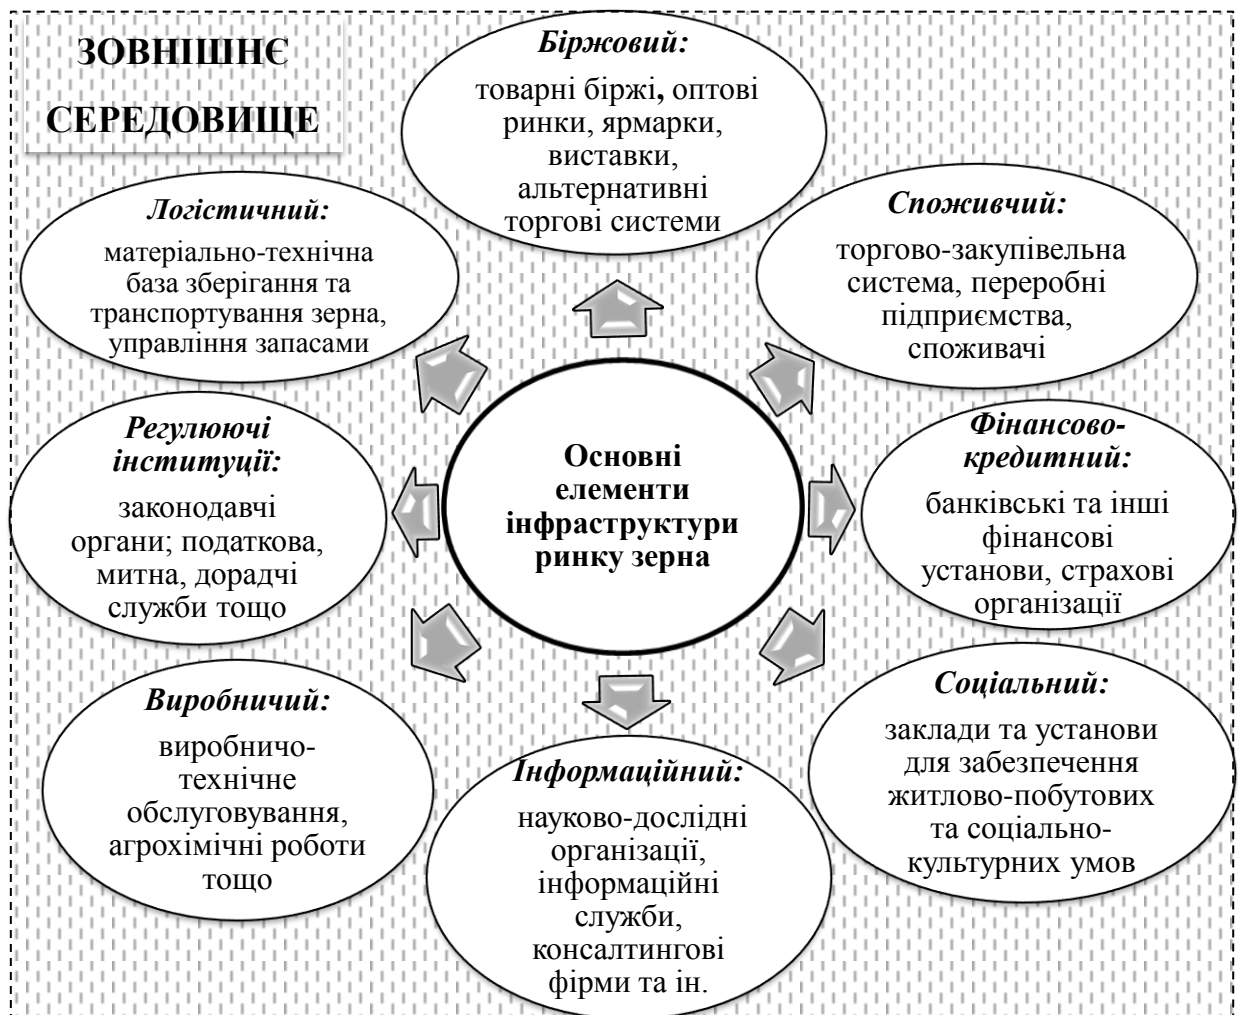 ЗОВНІШНЄ
СЕРЕДОВИЩЕ
Біржовий:
товарні біржі, оптові
ринки, ярмарки,
виставки,
альтернативні
торгові системи
Логістичний:
матеріально-технічна
база зберігання та
транспортування зерна,
управління запасами
Споживчий:
торгово-закупівельна
система, переробні
підприємства,
споживачі
Регулюючі
інституції:
законодавчі
органи; податкова,
митна, дорадчі
служби тощо
Основні
елементи
інфраструктури
ринку зерна
Фінансово-
кредитний:
банківські та інші
фінансові
установи, страхові
організації
Виробничий:
виробничо-
технічне
обслуговування,
агрохімічні роботи
тощо
Інформаційний:
науково-дослідні
організації,
інформаційні
служби,
консалтингові
фірми та ін.
Соціальний:
заклади та установи
для забезпечення
житлово-побутових
та соціально-
культурних умов